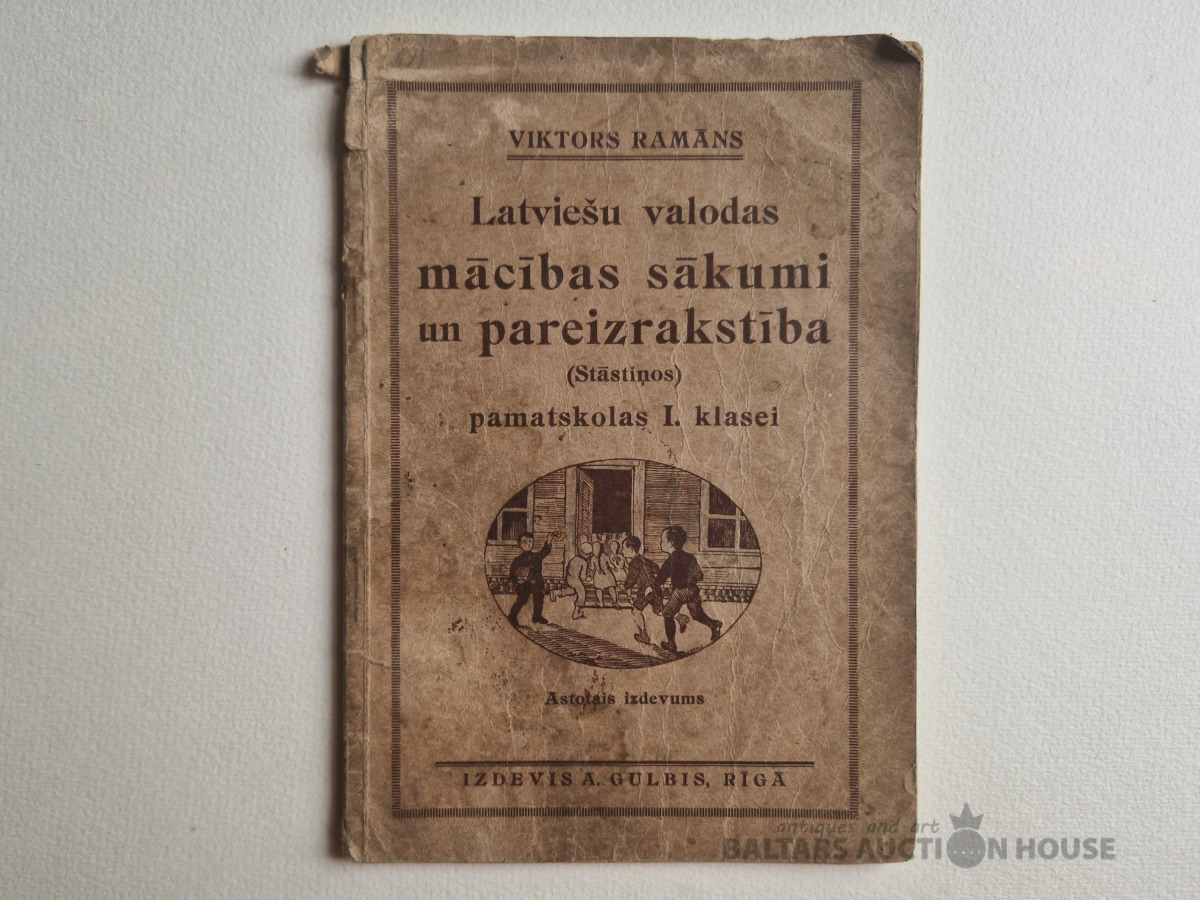 VIKTORS RAMĀNS
Latviešu valodas
mācības sākumi
un pareizrakstība
(Stāstiņos)
pamatskolas I. klasei
Astotais izdevums
IZDEVIS A. GULBIS, RĪGĀ
antiques and art
BALTARS AUCTION HOUSE